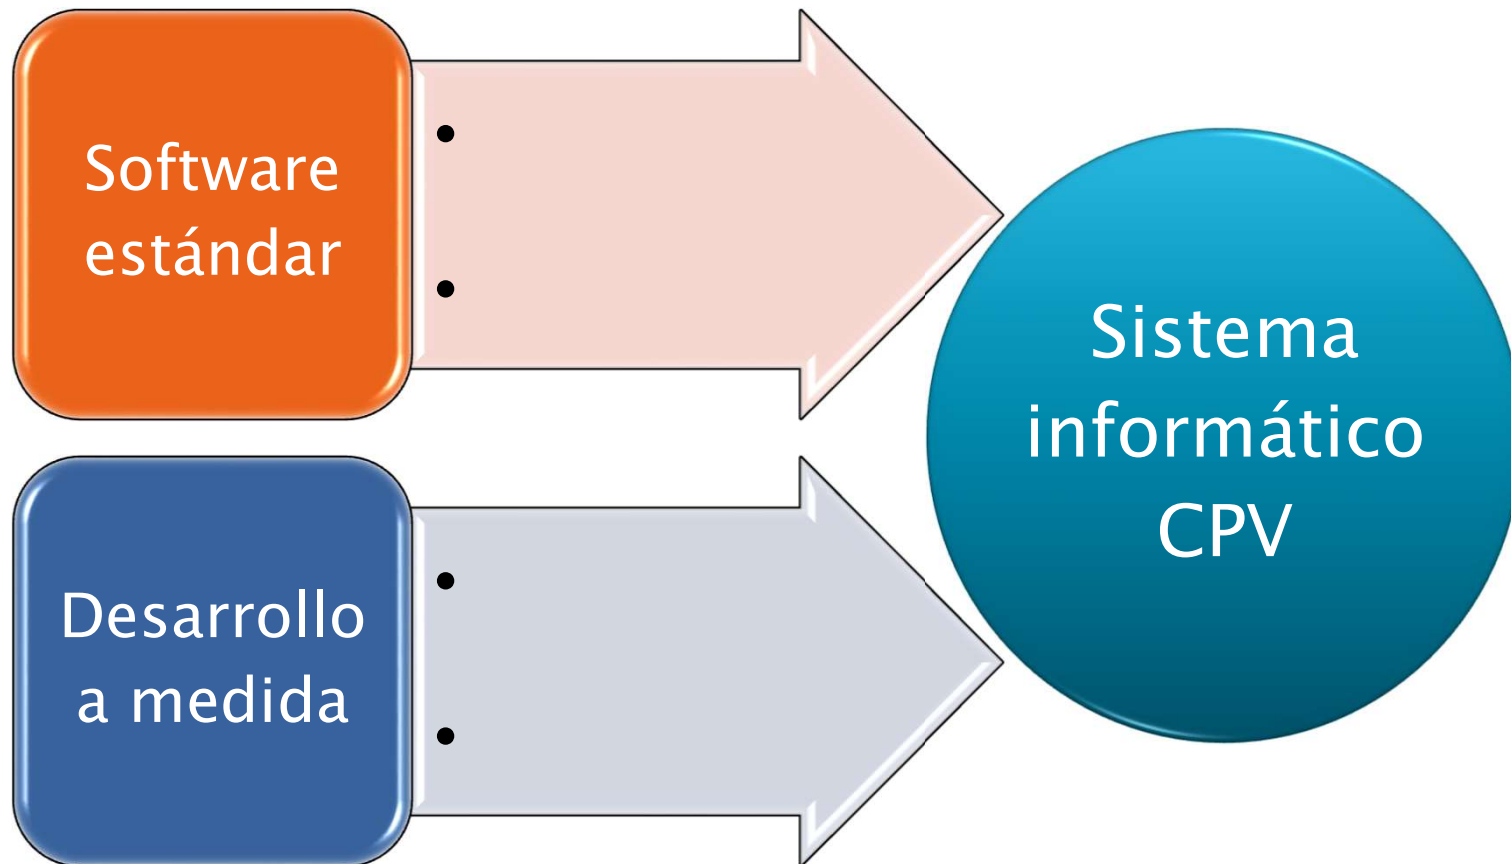 Software
estándar
Desarrollo
a medida
Sistema
informático
CPV